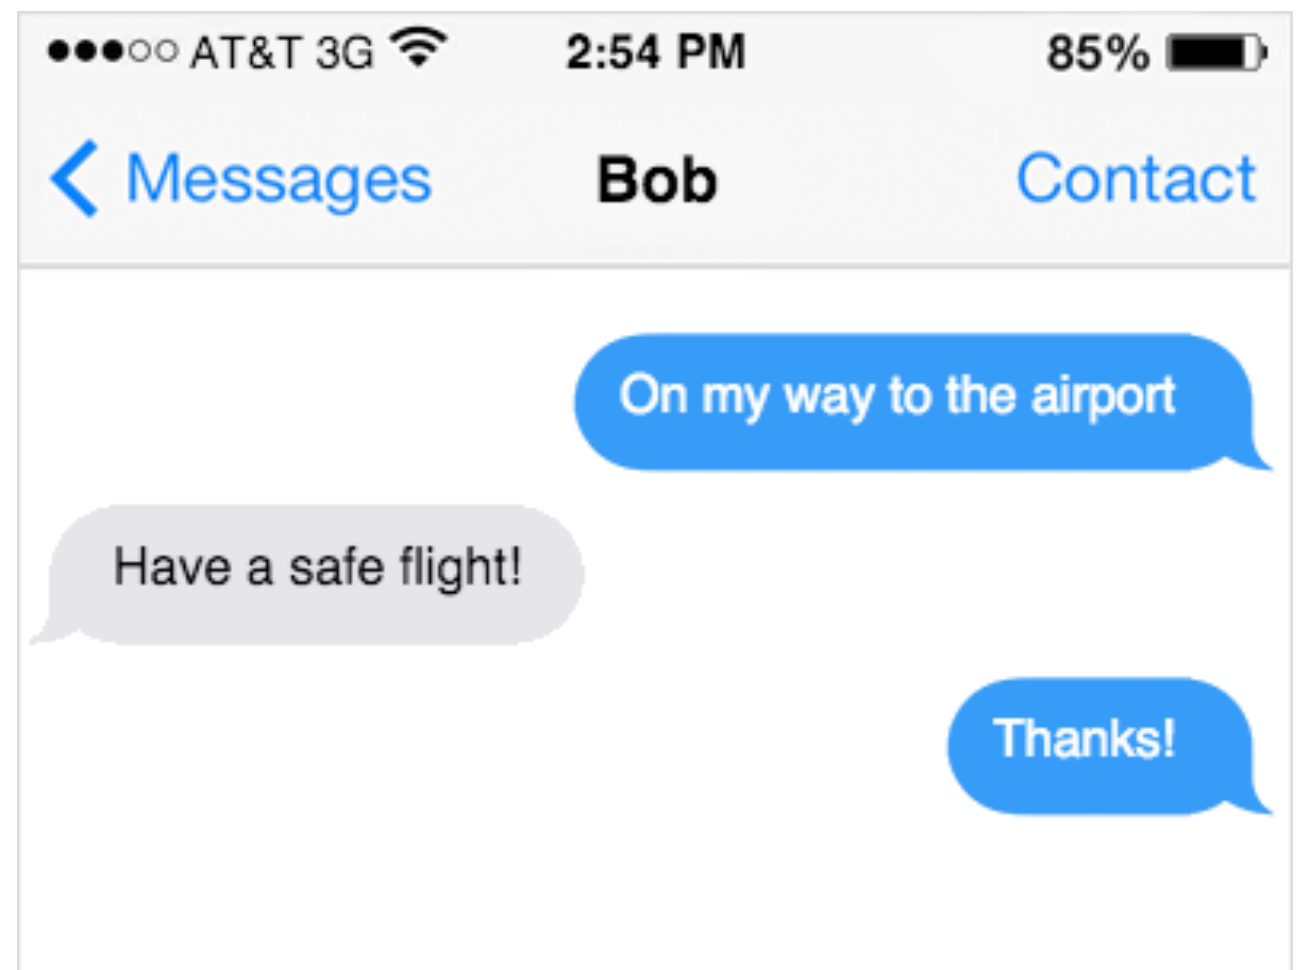 ●●●○○ AT&T 3G 2:54 PM 85%
Messages Bob Contact
On my way to the airport
Have a safe flight!
Thanks!